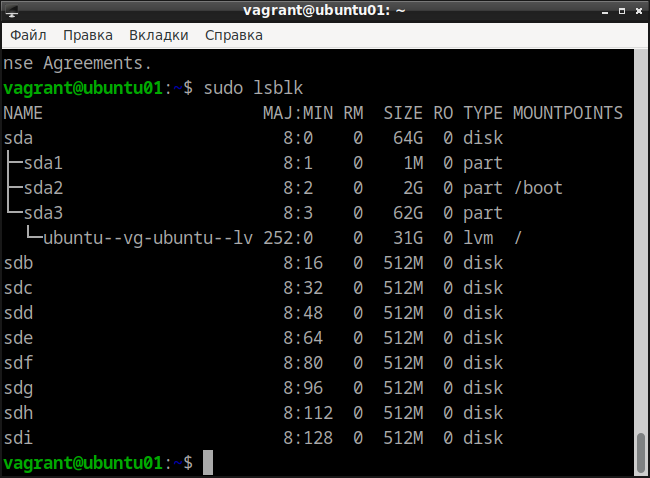 vagrant@ubuntu01: ~
Файл Правка Вкладки Справка
nse Agreements.
vagrant@ubuntu01:~$ sudo lsblk
NAME                      MAJ:MIN RM  SIZE RO TYPE MOUNTPOINTS
sda                         8:0    0   64G  0 disk
├─sda1                      8:1    0    1M  0 part
├─sda2                      8:2    0    2G  0 part /boot
└─sda3                      8:3    0   62G  0 part
  └─ubuntu--vg-ubuntu--lv 252:0    0   31G  0 lvm  /
sdb                         8:16   0  512M  0 disk
sdc                         8:32   0  512M  0 disk
sdd                         8:48   0  512M  0 disk
sde                         8:64   0  512M  0 disk
sdf                         8:80   0  512M  0 disk
sdg                         8:96   0  512M  0 disk
sdh                         8:112  0  512M  0 disk
sdi                         8:128  0  512M  0 disk
vagrant@ubuntu01:~$